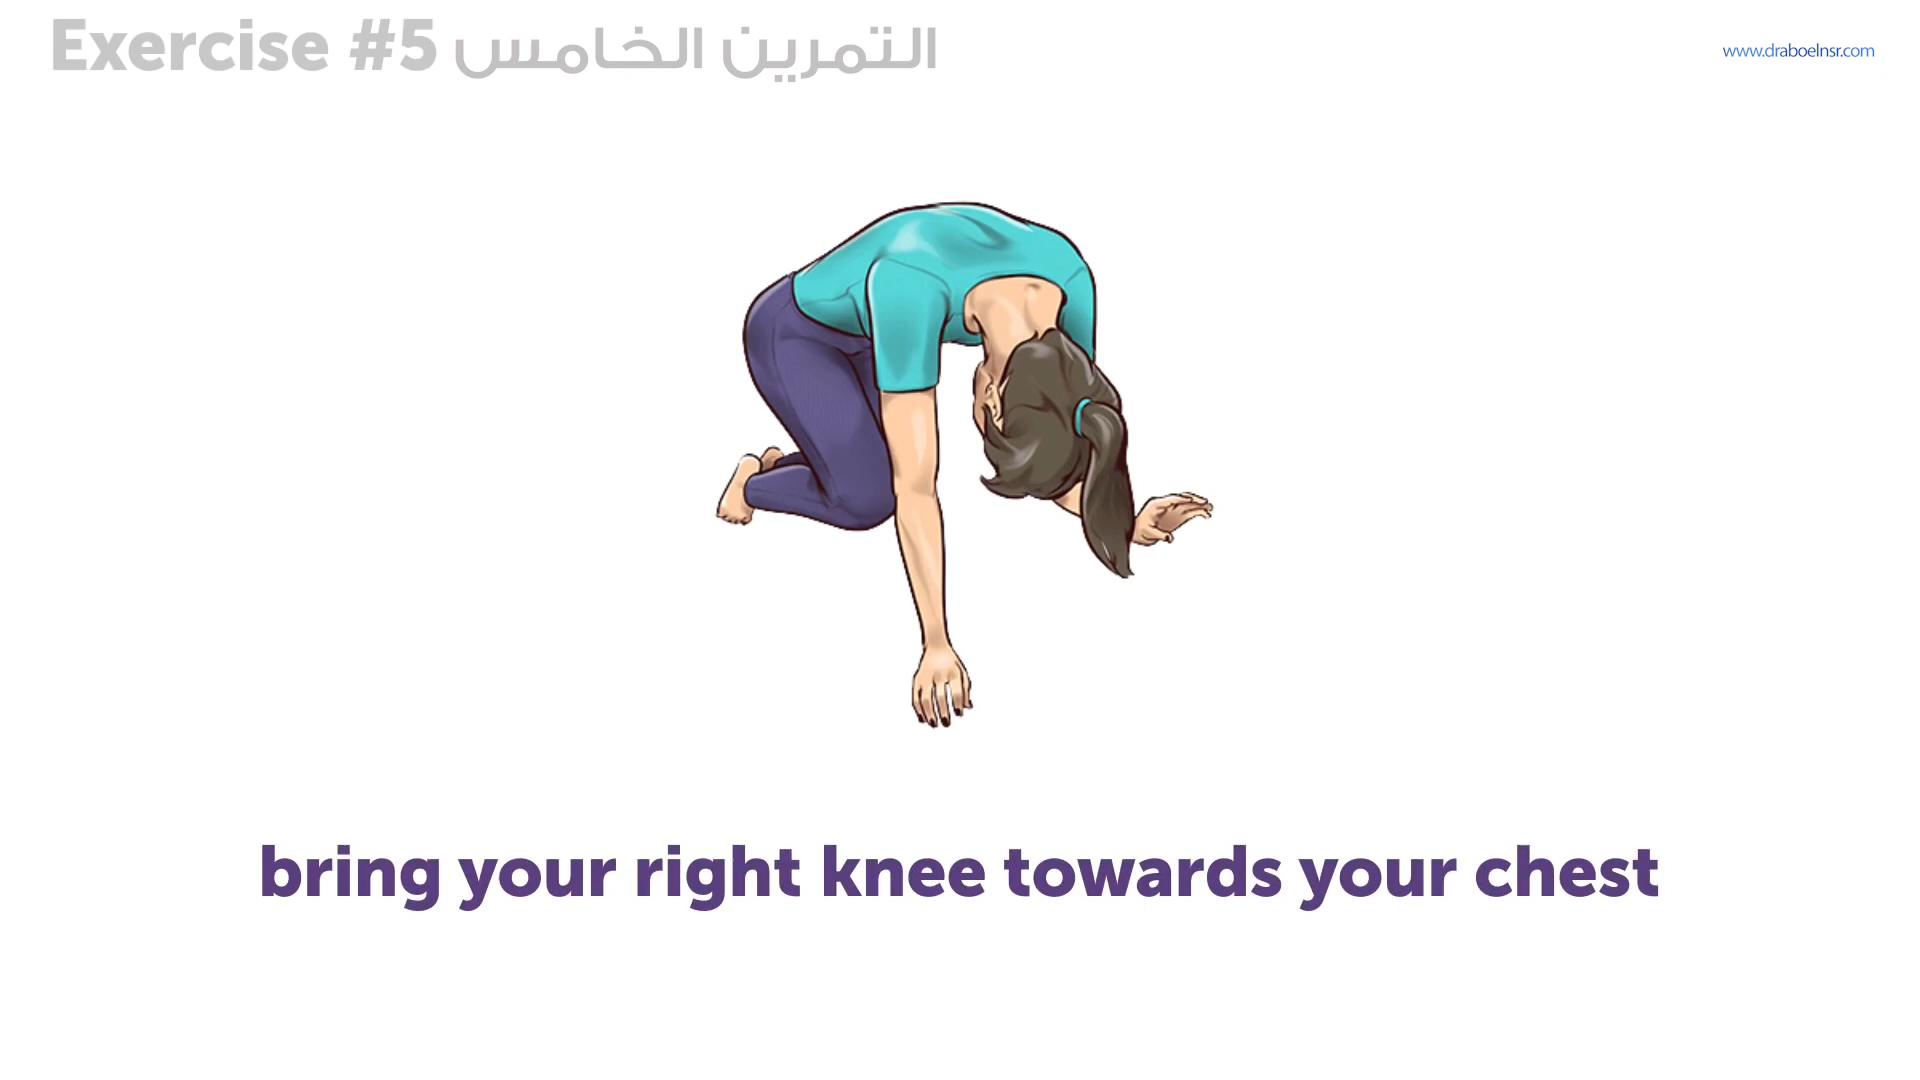 Exercise #5 التمرين الخامس
www.draboelnsr.com
bring your right knee towards your chest